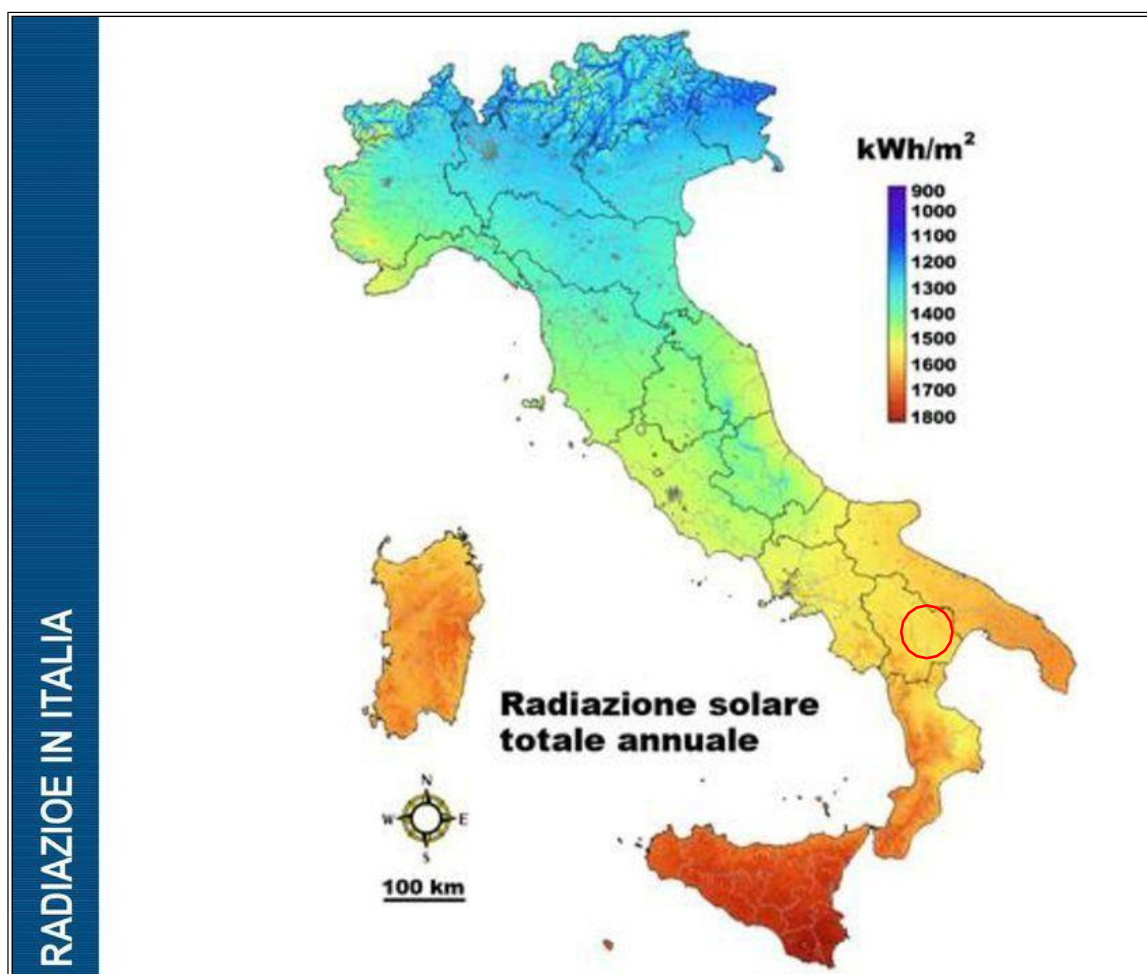 RADIAZIOE IN ITALIA
kWh/m²
900
1000
1100
1200
1300
1400
1500
1600
1700
1800
Radiazione solare
totale annuale
N
W E
S
100 km